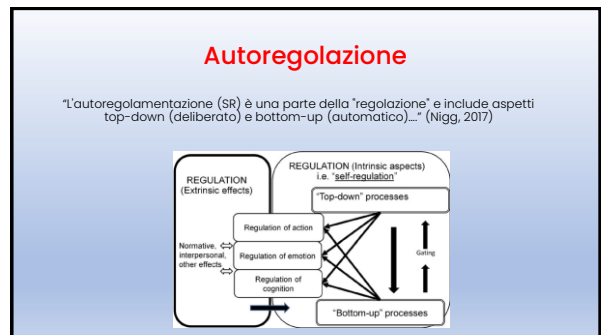 Autoregolazione
“L'autoregolamentazione (SR) è una parte della "regolazione" e include aspetti
top-down (deliberato) e bottom-up (automatico)....” (Nigg, 2017)
REGULATION
(Extrinsic effects)
REGULATION (Intrinsic aspects)
i.e. “self-regulation”
“Top-down” processes
Regulation of action
Normative,
interpersonal,
other effects
Regulation of emotion
Gating
Regulation of
cognition
“Bottom-up” processes